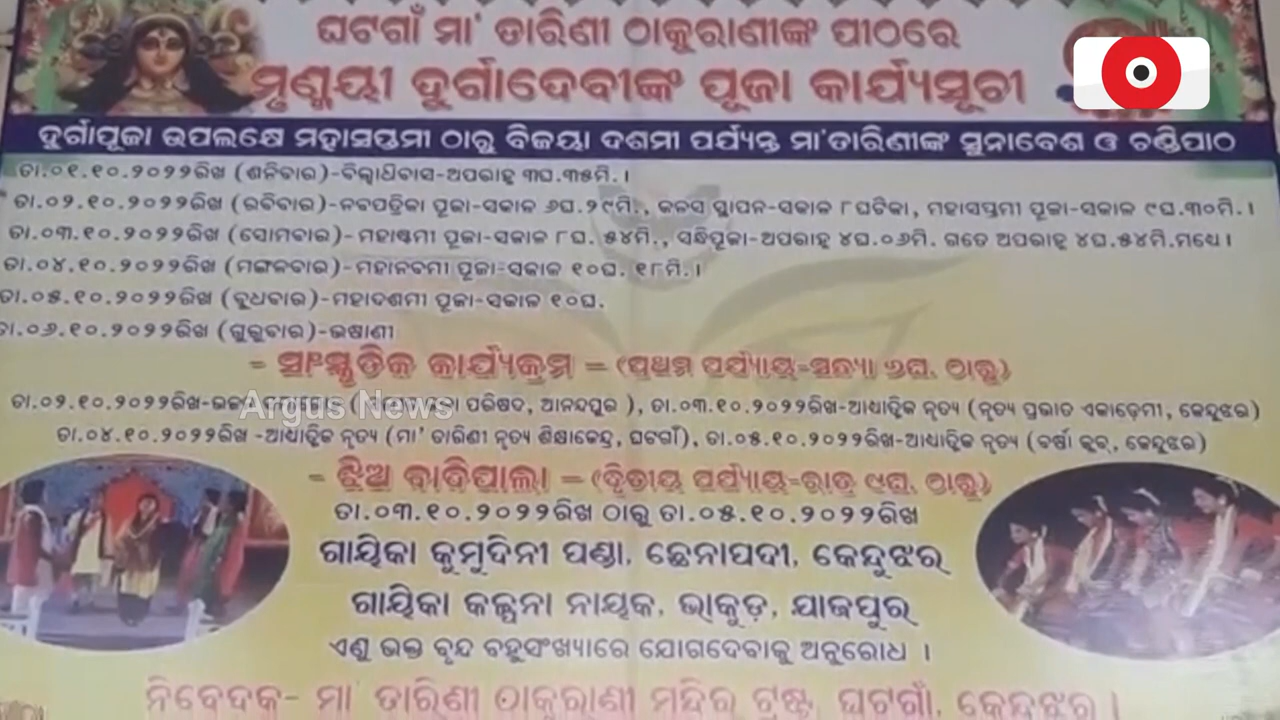 ଘଟଗାଁ ମା' ତାରିଣୀ ଠାକୁରାଣୀଙ୍କ ପୀଠରେ
ମୃଣ୍ମୟୀ ଦୁର୍ଗାଦେବୀଙ୍କ ପୂଜା କାର୍ଯ୍ୟସୂଚୀ
ଦୁର୍ଗାପୂଜା ଉପଲକ୍ଷେ ମହାସପ୍ତମୀ ଠାରୁ ବିଜୟା ଦଶମୀ ପର୍ଯ୍ୟନ୍ତ ମା'ତାରିଣୀଙ୍କ ସୁନାବେଶ ଓ ଚଣ୍ଡିପାଠ
ତା.୦୧.୧୦.୨୦୨୨ରିଖ (ଶନିବାର)-ବିଲ୍ୱାଧିବାସ-ଅପରାହ୍ନ ୩ଘ.୩୫ମି.।
ତା.୦୨.୧୦.୨୦୨୨ରିଖ (ରବିବାର)-ନବପତ୍ରିକା ପୂଜା-ସକାଳ ୬ଘ.୨୯ମି., କଳସ ସ୍ଥାପନ-ସକାଳ ୮ଘଟିକା, ମହାସପ୍ତମୀ ପୂଜା-ସକାଳ ୯ଘ.୩୦ମି.।
ତା.୦୩.୧୦.୨୦୨୨ରିଖ (ସୋମବାର)-ମହାଷ୍ଟମୀ ପୂଜା-ସକାଳ ୮ଘ. ୫୪ମି., ସନ୍ଧିପୂଜା-ଅପରାହ୍ନ ୪ଘ.୦୬ମି. ଗତେ ଅପରାହ୍ନ ୪ଘ.୫୪ମି.ମଧ୍ୟେ।
ତା.୦୪.୧୦.୨୦୨୨ରିଖ (ମଙ୍ଗଳବାର)-ମହାନବମୀ ପୂଜା-ସକାଳ ୧୦ଘ. ୧୮ମି.।
ତା.୦୫.୧୦.୨୦୨୨ରିଖ (ବୁଧବାର)-ମହାଦଶମୀ ପୂଜା-ସକାଳ ୧୦ଘ.
ତା.୦୬.୧୦.୨୦୨୨ରିଖ (ଗୁରୁବାର)-ଭଷାଣୀ
- ସାଂସ୍କୃତିକ କାର୍ଯ୍ୟକ୍ରମ - (ପ୍ରଥମ ପର୍ଯ୍ୟାୟ-ସନ୍ଧ୍ୟା ୬ଘ. ଠାରୁ)
Argus News
ତା.୦୨.୧୦.୨୦୨୨ରିଖ- ପରିଷଦ, ଆନନ୍ଦପୁର ), ତା.୦୩.୧୦.୨୦୨୨ରିଖ-ଆଧ୍ୟାତ୍ମିକ ନୃତ୍ୟ (ନୃତ୍ୟ ପ୍ରଭାତ ଏକାଡ଼େମୀ, କେନ୍ଦୁଝର)
ତା.୦୪.୧୦.୨୦୨୨ରିଖ -ଆଧ୍ୟାତ୍ମିକ ନୃତ୍ୟ (ମା' ତାରିଣୀ ନୃତ୍ୟ ଶିକ୍ଷାକେନ୍ଦ୍ର, ଘଟଗାଁ), ତା.୦୫.୧୦.୨୦୨୨ରିଖ-ଆଧ୍ୟାତ୍ମିକ ନୃତ୍ୟ (ବର୍ଷା କ୍ଲବ୍, କେନ୍ଦୁଝର)
- ଝିଅ ବାଦିପାଲା - (ଦ୍ୱିତୀୟ ପର୍ଯ୍ୟାୟ-ରାତ୍ର ୯ଘ. ଠାରୁ)
ତା.୦୩.୧୦.୨୦୨୨ରିଖ ଠାରୁ ତା.୦୫.୧୦.୨୦୨୨ରିଖ
ଗାୟିକା କୁମୁଦିନୀ ପଣ୍ଡା, ଛେନାପଦୀ, କେନ୍ଦୁଝର
ଗାୟିକା କଳ୍ପନା ନାୟକ, ଭାକୁଡ଼, ଯାଜପୁର
ଏଣୁ ଭକ୍ତ ବୃନ୍ଦ ବହୁସଂଖ୍ୟାରେ ଯୋଗଦେବାକୁ ଅନୁରୋଧ ।
ନିବେଦକ- ମା' ତାରିଣୀ ଠାକୁରାଣୀ ମନ୍ଦିର ଟ୍ରଷ୍ଟ, ଘଟଗାଁ, କେନ୍ଦୁଝର।